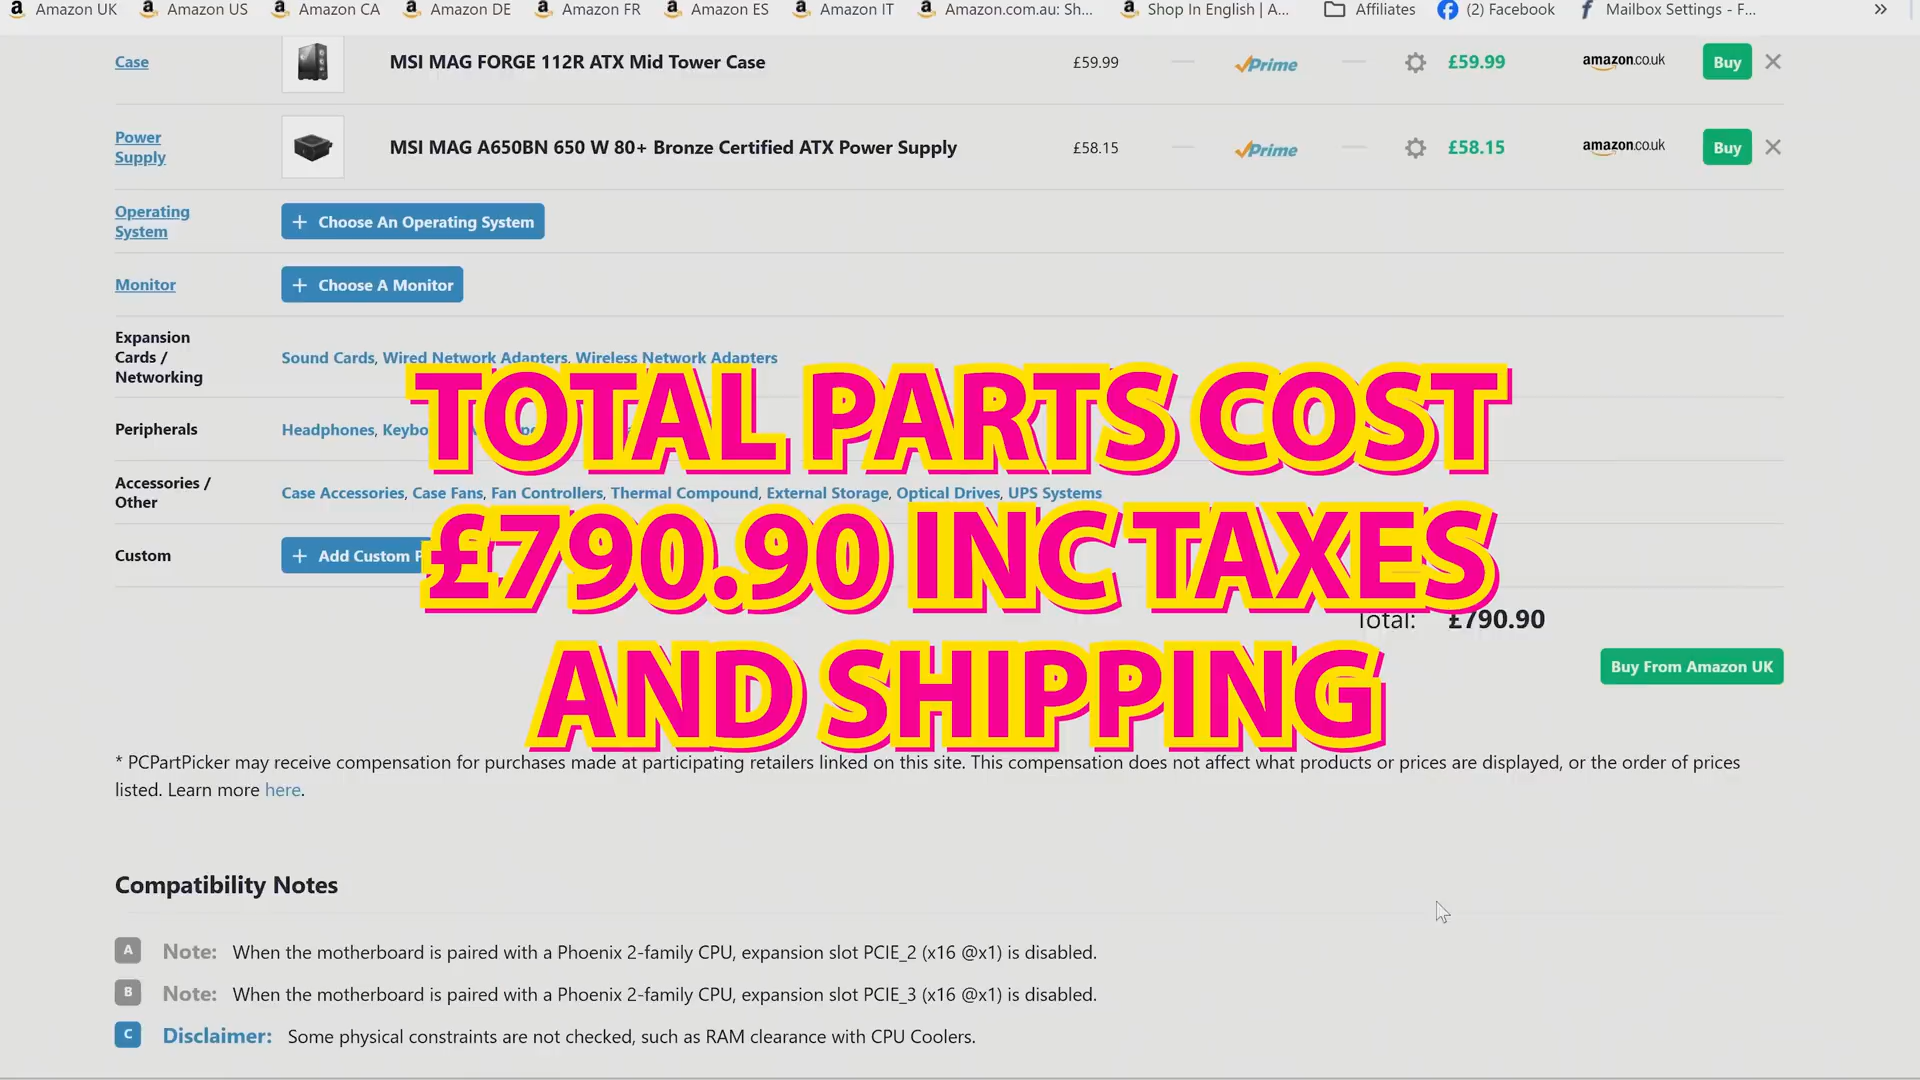 Amazon UK Amazon US Amazon CA Amazon DE Amazon FR Amazon ES Amazon IT Amazon.com.au: Sh... Shop In English | A... Affiliates (2) Facebook Mailbox Settings - F... »
Case MSI MAG FORGE 112R ATX Mid Tower Case £59.99 — Prime — £59.99 amazon.co.uk Buy ×
Power MSI MAG A650BN 650 W 80+ Bronze Certified ATX Power Supply £58.15 — Prime — £58.15 amazon.co.uk Buy ×
Supply
Operating + Choose An Operating System
System
Monitor + Choose A Monitor
Expansion
Cards / Sound Cards, Wired Network Adapters, Wireless Network Adapters
Networking
TOTAL PARTS COST
Peripherals Headphones, Keybo
Accessories / Case Accessories, Case Fans, Fan Controllers, Thermal Compound, External Storage, Optical Drives, UPS Systems
Other
£790.90 INC TAXES
Custom + Add Custom P
Total: £790.90
AND SHIPPING
Buy From Amazon UK
* PCPartPicker may receive compensation for purchases made at participating retailers linked on this site. This compensation does not affect what products or prices are displayed, or the order of prices
listed. Learn more here.
Compatibility Notes
A Note: When the motherboard is paired with a Phoenix 2-family CPU, expansion slot PCIE_2 (x16 @x1) is disabled.
B Note: When the motherboard is paired with a Phoenix 2-family CPU, expansion slot PCIE_3 (x16 @x1) is disabled.
C Disclaimer: Some physical constraints are not checked, such as RAM clearance with CPU Coolers.